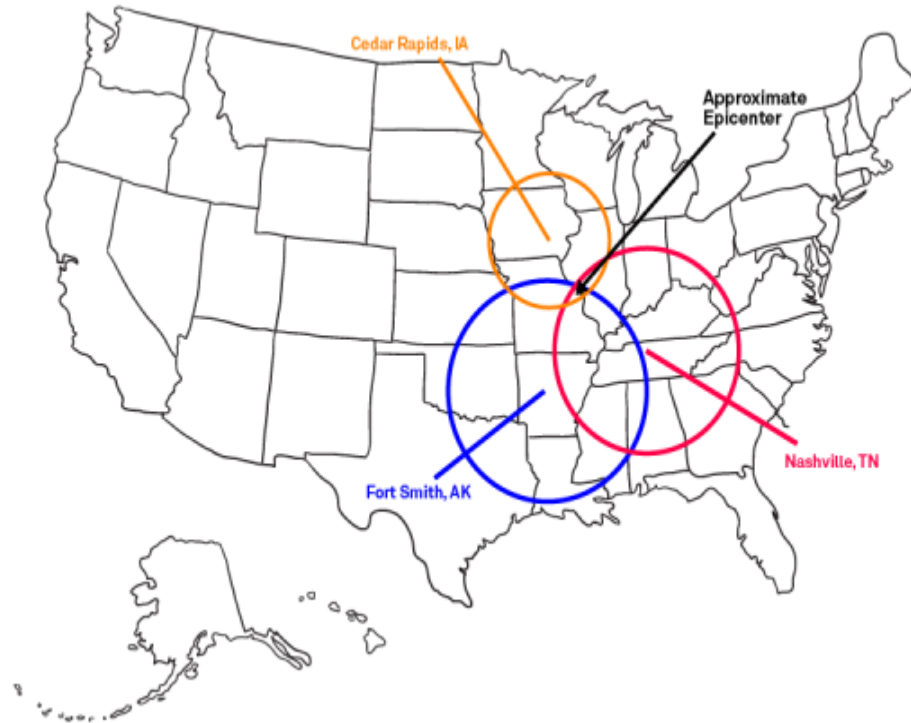 Cedar Rapids, IA
Approximate
Epicenter
Nashville, TN
Fort Smith, AK